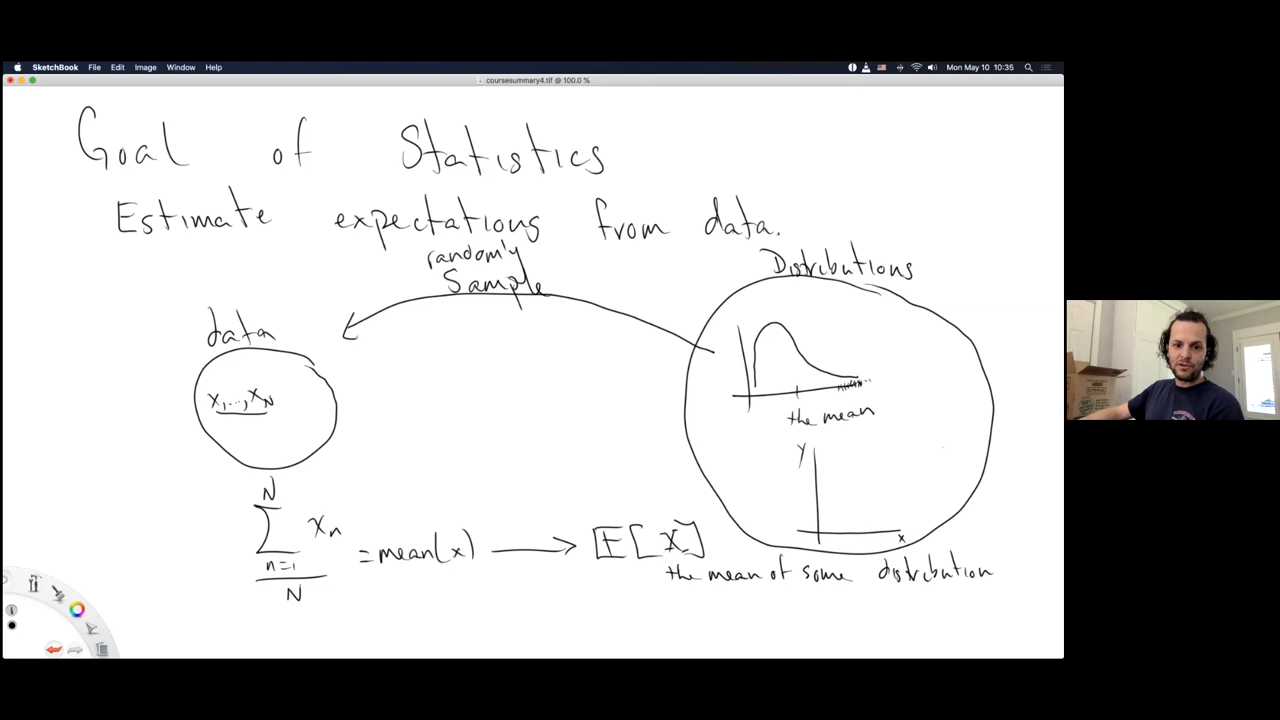 SketchBook File Edit Image Window Help
Mon May 10 10:35
coursesummary4.tif @ 100.0 %
Goal of Statistics
Estimate expectations from data.
randomly
Sample
Distributions
data
x1,...,xN
the mean
y
x
N
∑ xn
n=1
N
= mean(x) → E[X]
the mean of some distribution